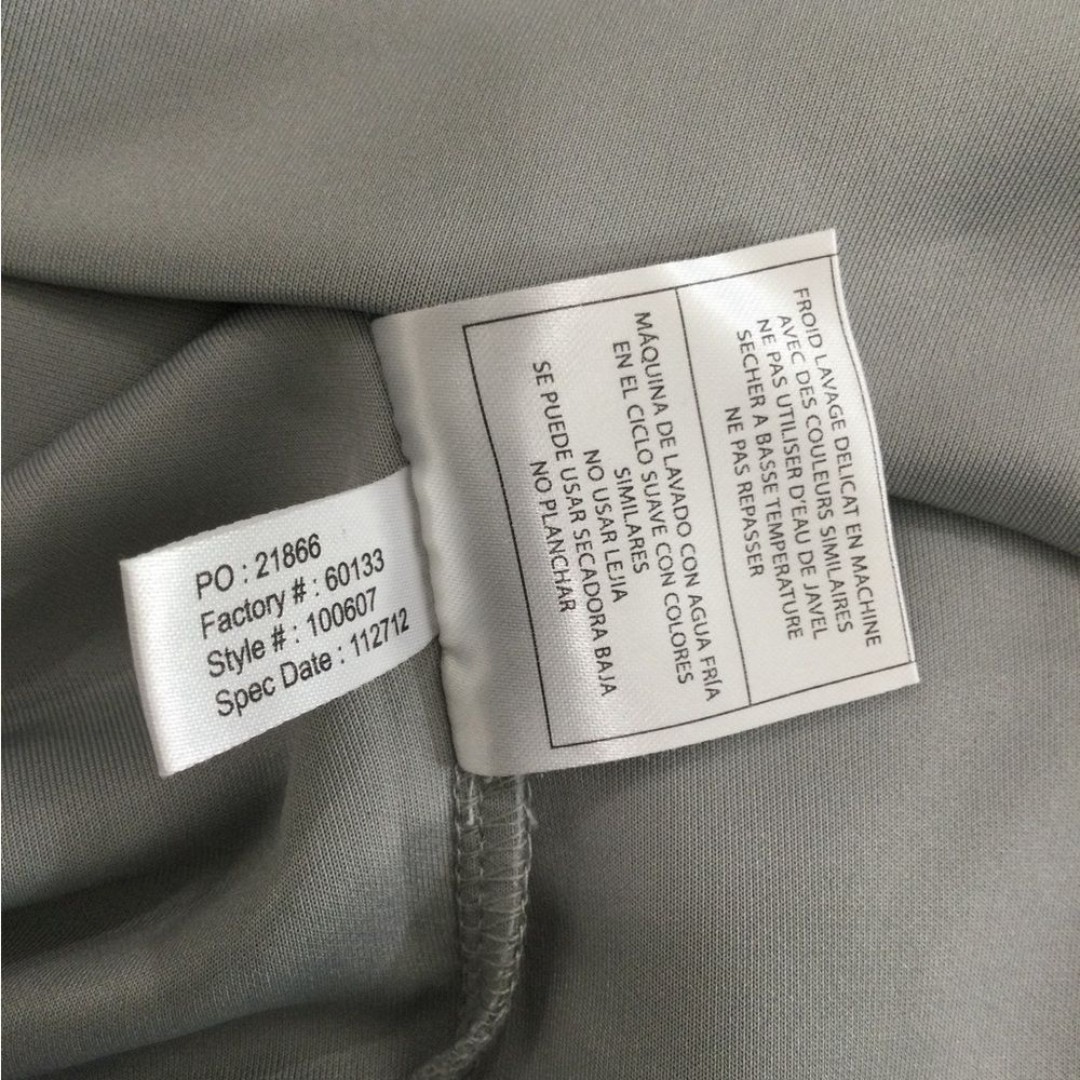 PO : 21866
Factory # : 60133
Style # : 100607
Spec Date : 112712
MÁQUINA DE LAVADO CON AGUA FRÍA
EN EL CICLO SUAVE CON COLORES
SIMILARES
NO USAR LEJIA
SE PUEDE USAR SECADORA BAJA
NO PLANCHAR
FROID LAVAGE DELICAT EN MACHINE
AVEC DES COULEURS SIMILAIRES
NE PAS UTILISER D'EAU DE JAVEL
SECHER A BASSE TEMPERATURE
NE PAS REPASSER